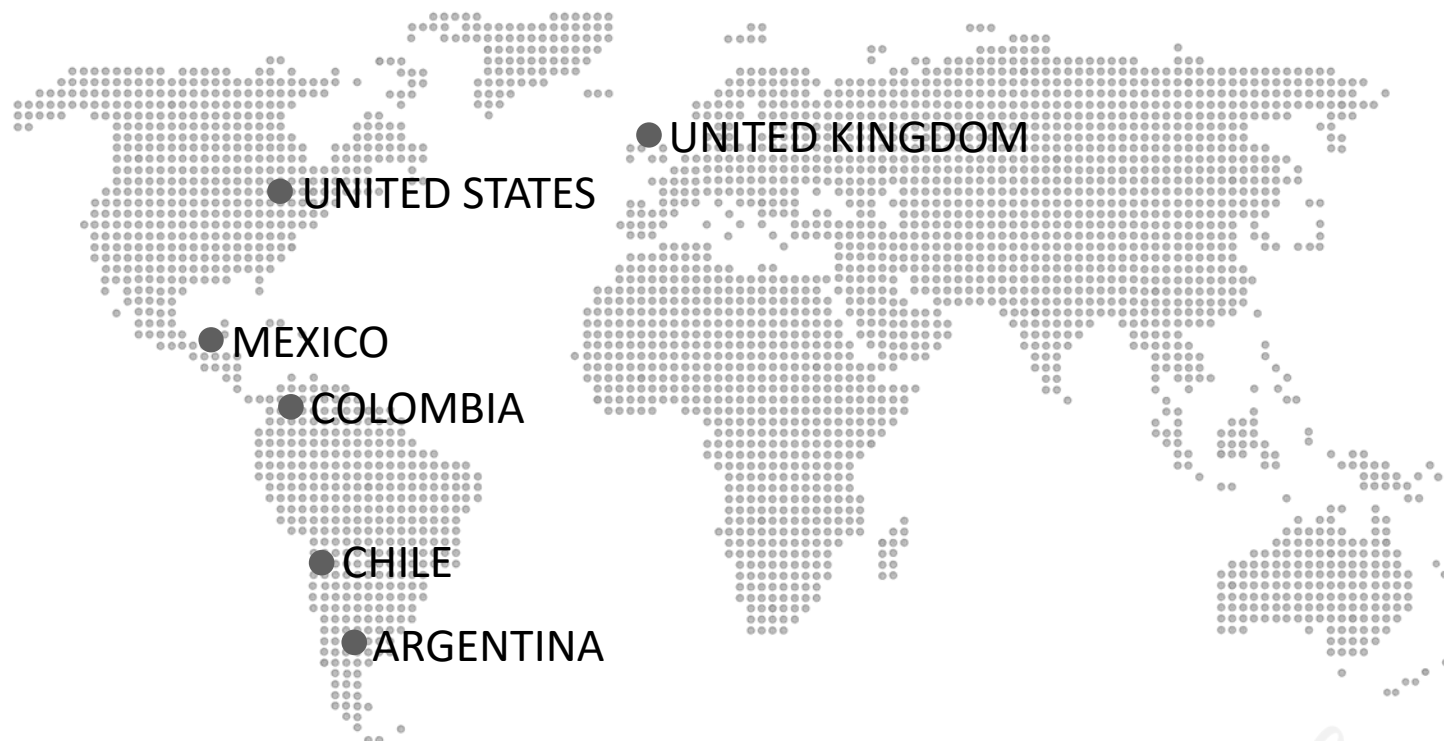 UNITED KINGDOM
UNITED STATES
MEXICO
COLOMBIA
CHILE
ARGENTINA